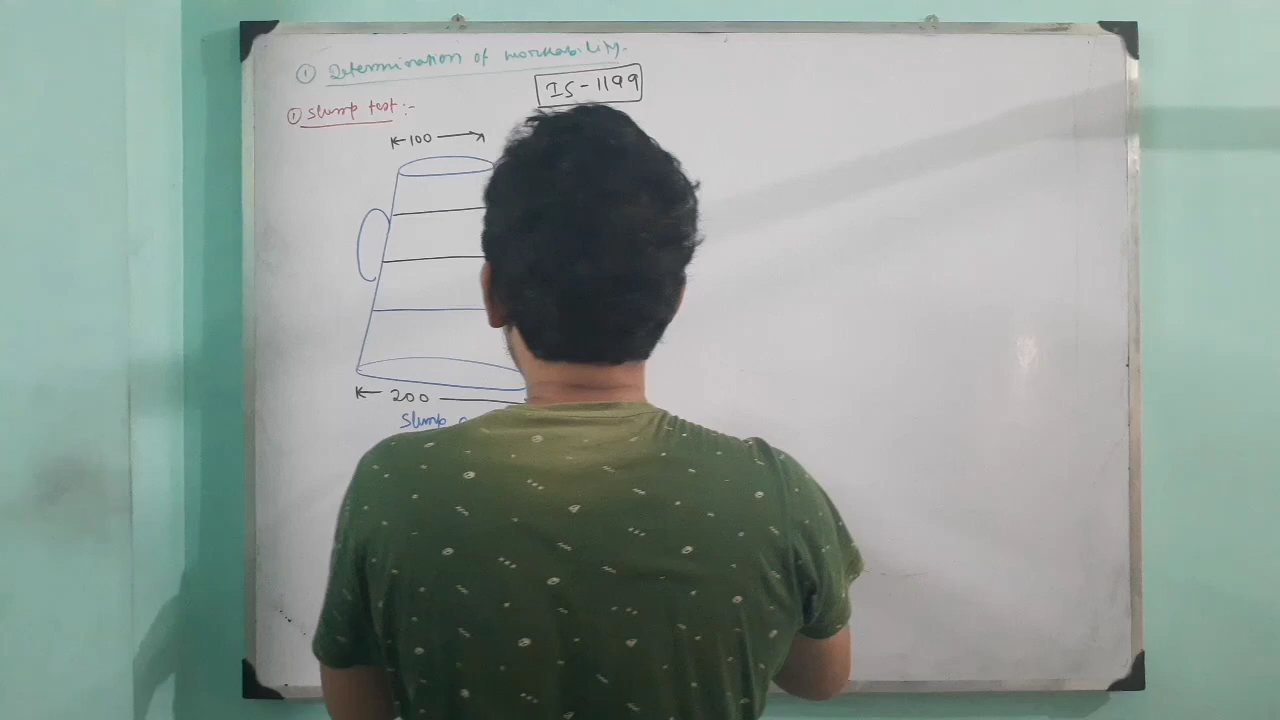 ① Determination of workability.
IS-1199
① Slump test:-
100
200
Slump